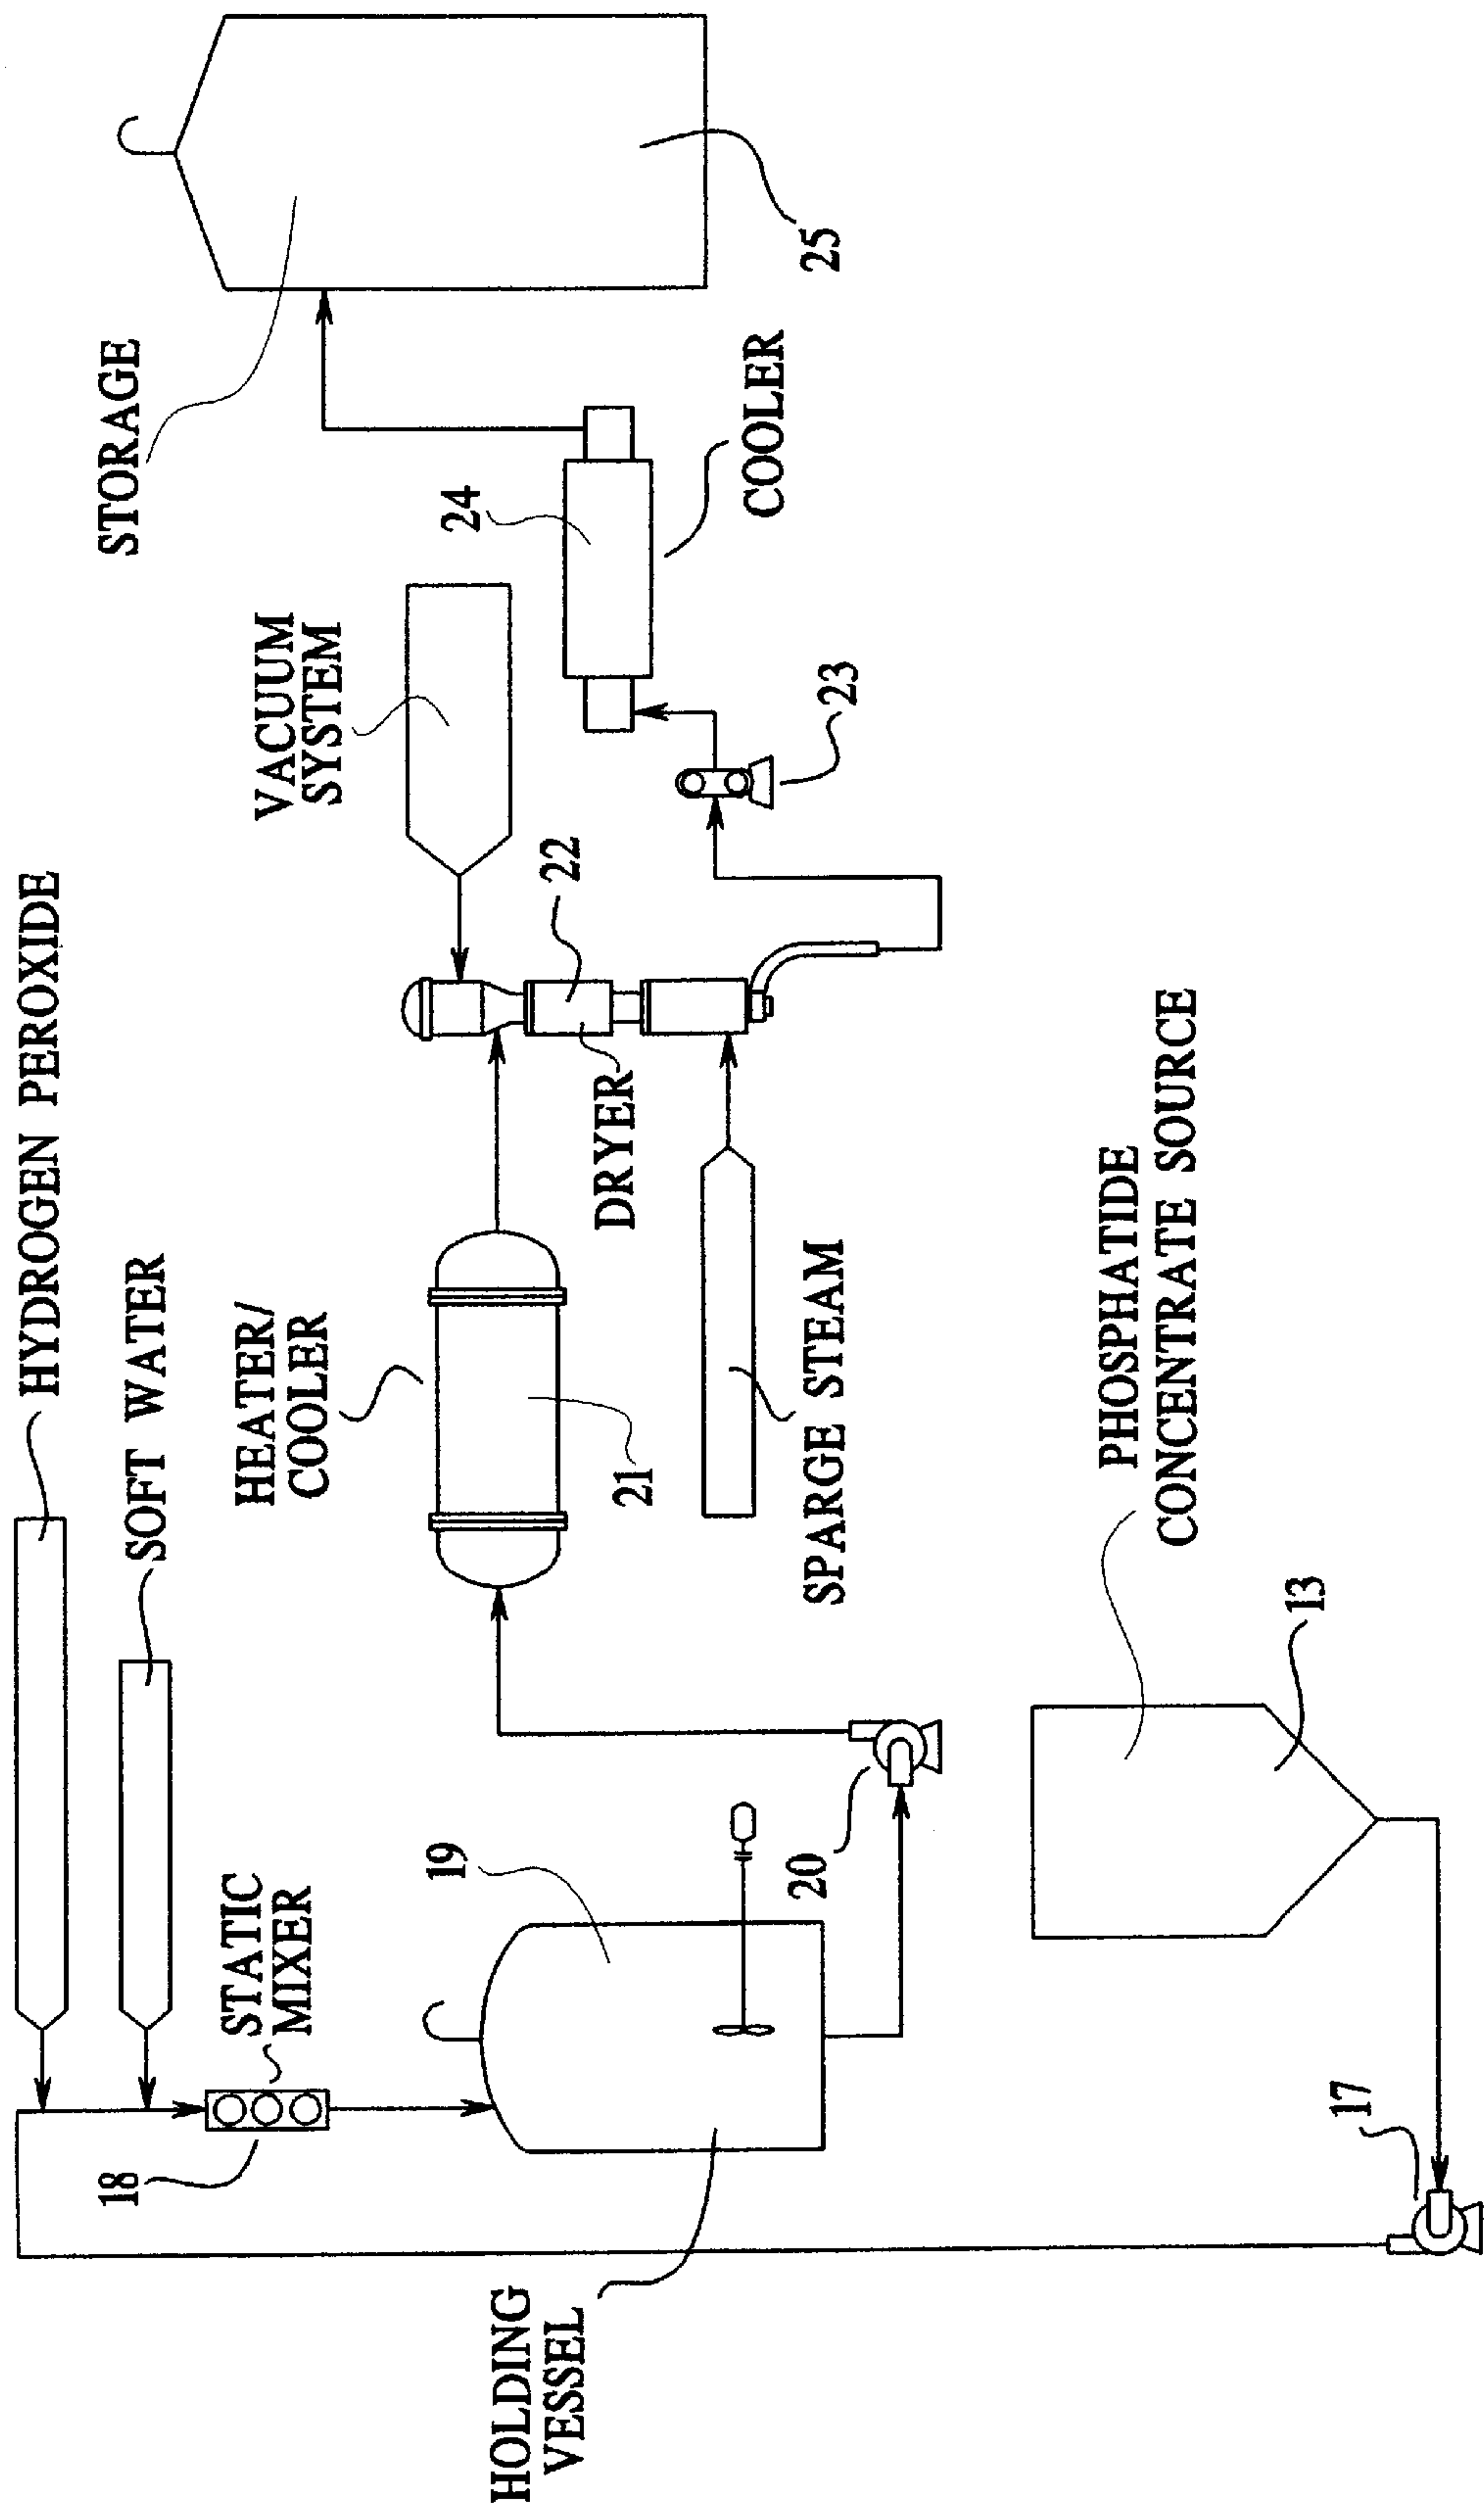 HYDROGEN PEROXIDE
SOFT WATER
STATIC
MIXER
18
HOLDING
VESSEL
19
20
HEATER/
COOLER
21
VACUUM
SYSTEM
22
DRYER
SPARGE STEAM
23
24
COOLER
STORAGE
25
PHOSPHATIDE
CONCENTRATE SOURCE
13
17